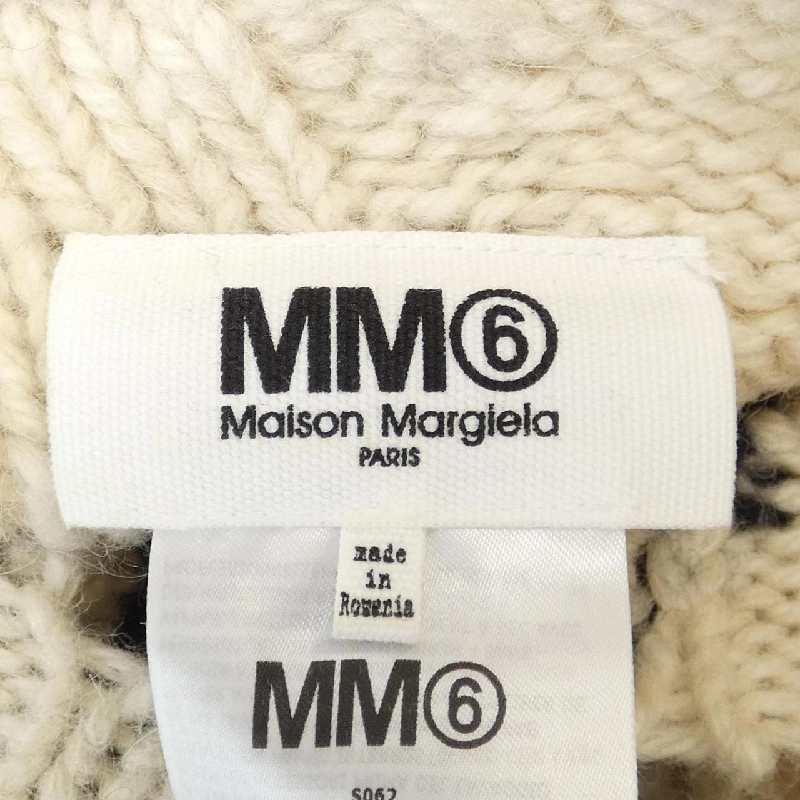 MM⑥
Maison Margiela
PARIS
made
in
Romania
MM⑥
S062